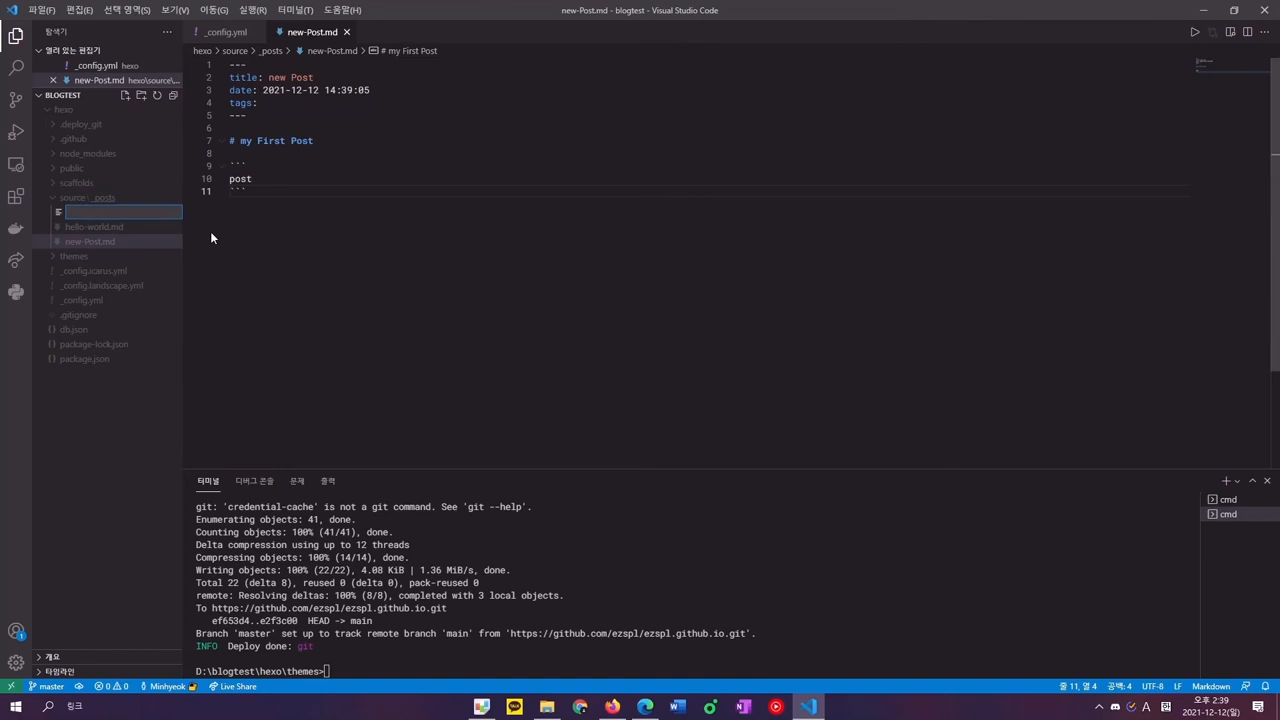 파일(F) 편집(E) 선택 영역(S) 보기(V) 이동(G) 실행(R) 터미널(T) 도움말(H) new-Post.md - blogtest - Visual Studio Code
탐색기 ···
! _config.yml new-Post.md ×
열려 있는 편집기
hexo > source > _posts > new-Post.md > # my First Post
! _config.yml hexo
× new-Post.md hexo\source\...
BLOGTEST
hexo
.deploy_git
.github
node_modules
public
scaffolds
source \ _posts
hello-world.md
new-Post.md
themes
! _config.icarus.yml
! _config.landscape.yml
! _config.yml
.gitignore
{} db.json
{} package-lock.json
{} package.json
개요
타임라인
1 ---
2 title: new Post
3 date: 2021-12-12 14:39:05
4 tags:
5 ---
6
7 # my First Post
8
9 ```
10 post
11 ```
터미널 디버그 콘솔 문제 출력
git: 'credential-cache' is not a git command. See 'git --help'.
Enumerating objects: 41, done.
Counting objects: 100% (41/41), done.
Delta compression using up to 12 threads
Compressing objects: 100% (14/14), done.
Writing objects: 100% (22/22), 4.08 KiB | 1.36 MiB/s, done.
Total 22 (delta 8), reused 0 (delta 0), pack-reused 0
remote: Resolving deltas: 100% (8/8), completed with 3 local objects.
To https://github.com/ezspl/ezspl.github.io.git
ef653d4..e2f3c00 HEAD -> main
Branch 'master' set up to track remote branch 'main' from 'https://github.com/ezspl/ezspl.github.io.git'.
INFO Deploy done: git
D:\blogtest\hexo\themes>
cmd
cmd
1
master 0 0 Minhyeok Live Share 줄 11, 열 4 공백: 4 UTF-8 LF Markdown
링크
TALK
A
오후 2:39
2021-12-12(일)